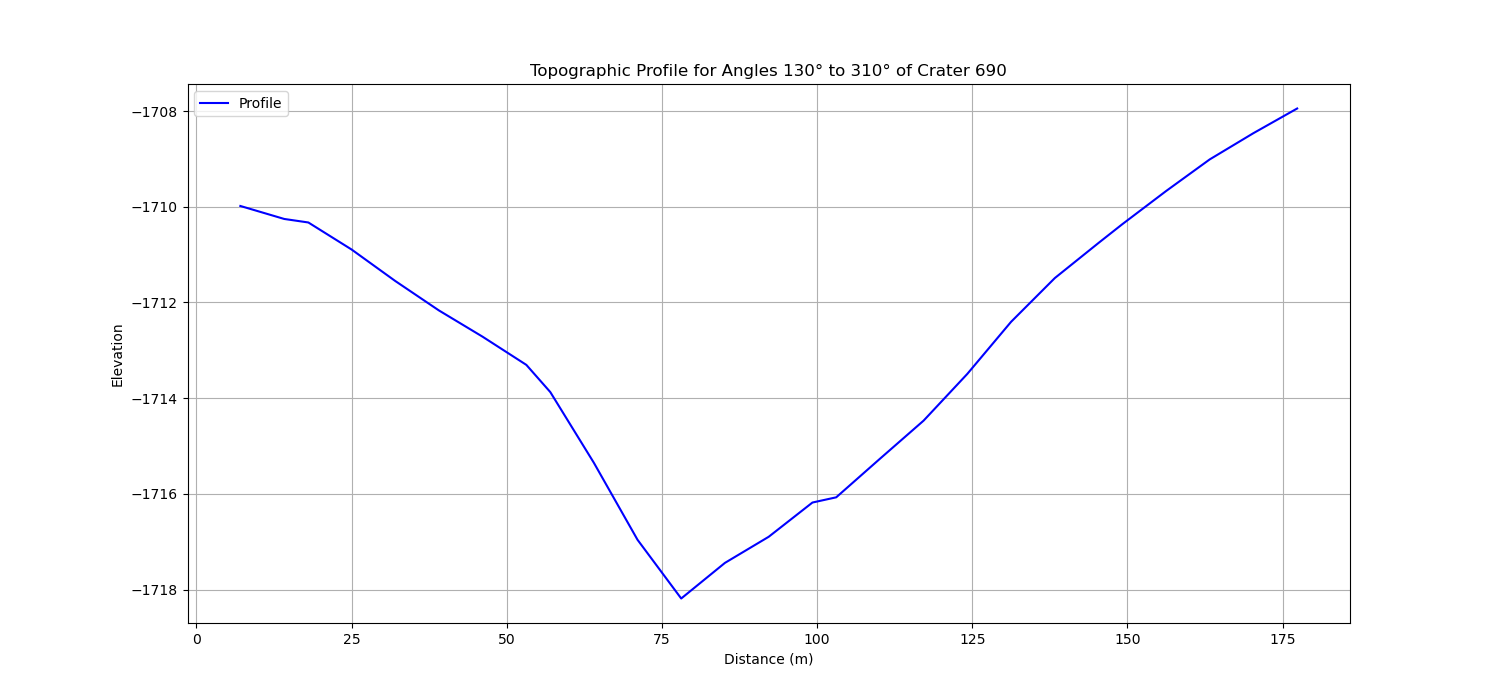 Topographic Profile for Angles 130° to 310° of Crater 690
Profile
−1708
−1710
−1712
−1714
−1716
−1718
Elevation
0 25 50 75 100 125 150 175
Distance (m)